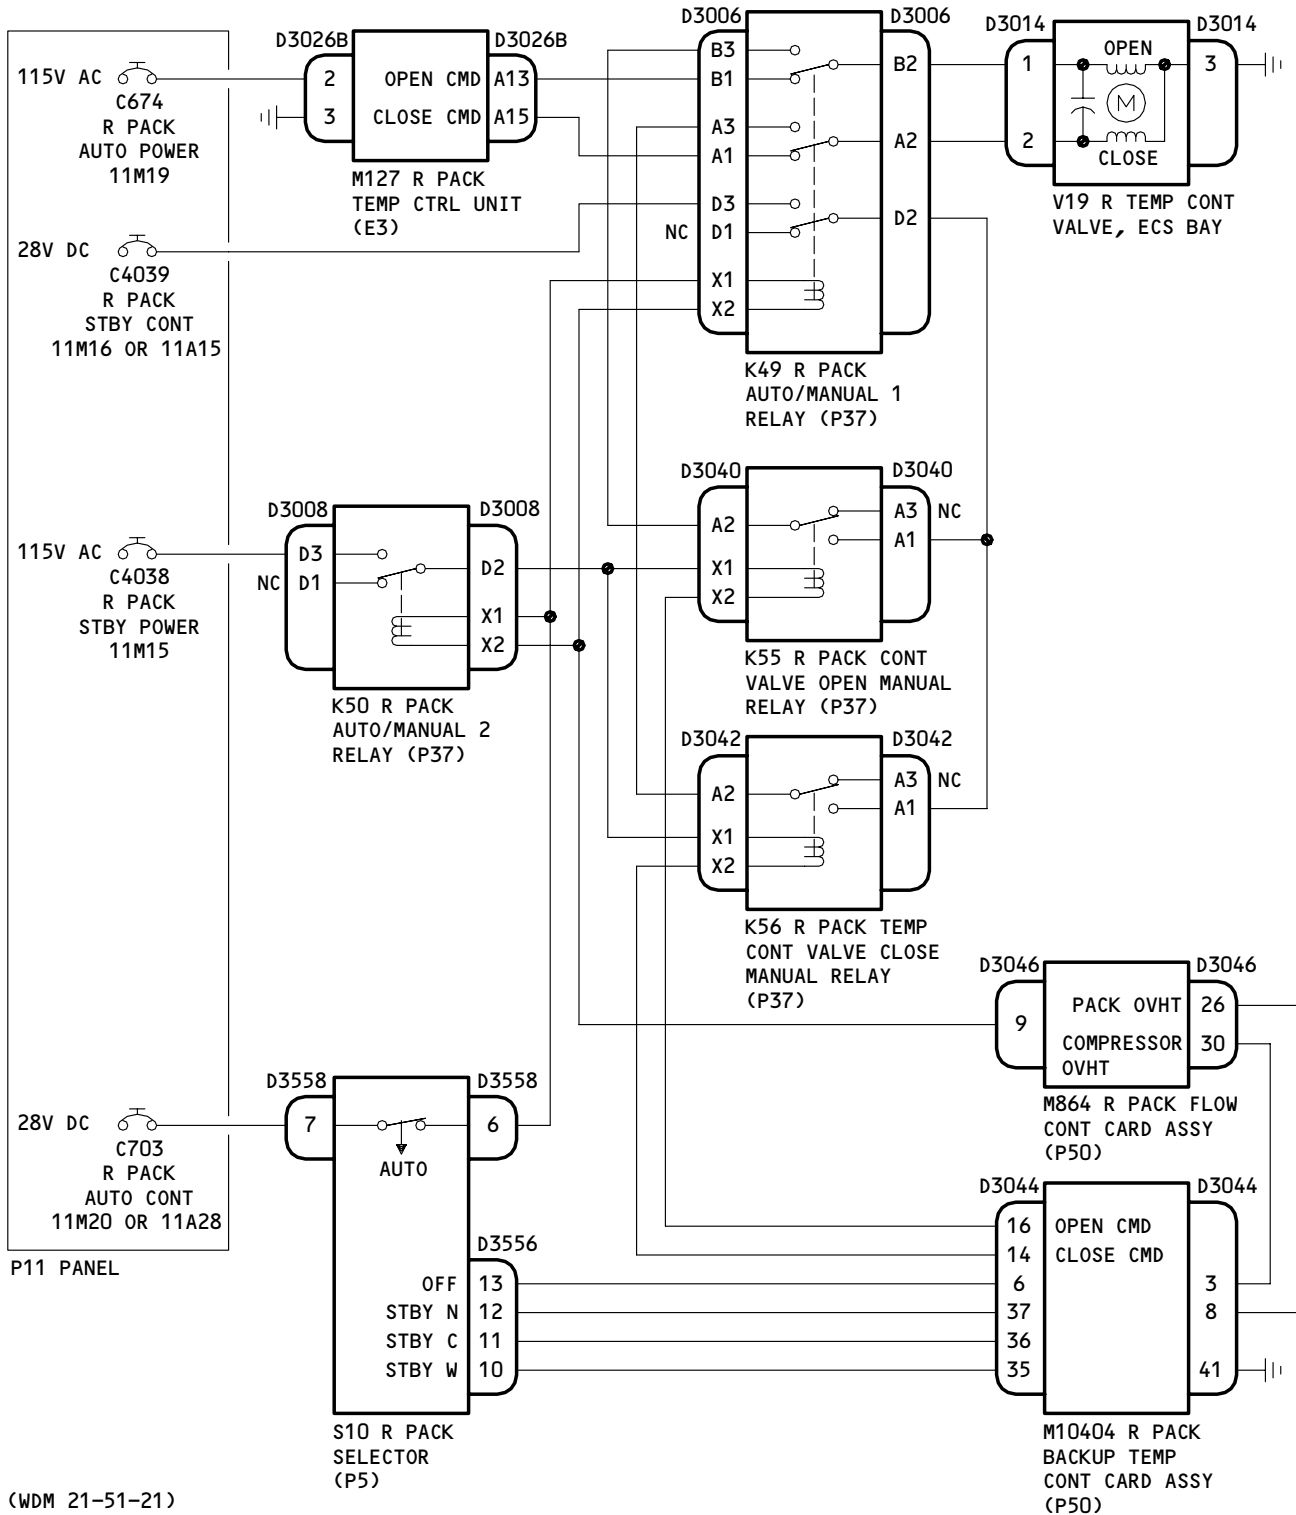 115V AC
C674
R PACK
AUTO POWER
11M19
28V DC
C4039
R PACK
STBY CONT
11M16 OR 11A15
115V AC
C4038
R PACK
STBY POWER
11M15
28V DC
C703
R PACK
AUTO CONT
11M20 OR 11A28
P11 PANEL
D3026B D3026B
2 OPEN CMD A13
3 CLOSE CMD A15
M127 R PACK
TEMP CTRL UNIT
(E3)
D3006 D3006
B3
B1 B2
A3
A1 A2
D3
NC D1 D2
X1
X2
K49 R PACK
AUTO/MANUAL 1
RELAY (P37)
D3014 D3014
OPEN
1 3
M
2
CLOSE
V19 R TEMP CONT
VALVE, ECS BAY
D3008 D3008
D3
NC D1 D2
X1
X2
K50 R PACK
AUTO/MANUAL 2
RELAY (P37)
D3040 D3040
A2 A3 NC
A1
X1
X2
K55 R PACK CONT
VALVE OPEN MANUAL
RELAY (P37)
D3042 D3042
A2 A3 NC
A1
X1
X2
K56 R PACK TEMP
CONT VALVE CLOSE
MANUAL RELAY
(P37)
D3046 D3046
9 PACK OVHT 26
COMPRESSOR 30
OVHT
M864 R PACK FLOW
CONT CARD ASSY
(P50)
D3558 D3558
7 6
AUTO
D3556
OFF 13
STBY N 12
STBY C 11
STBY W 10
S10 R PACK
SELECTOR
(P5)
D3044 D3044
16 OPEN CMD
14 CLOSE CMD
6 3
37 8
36
35 41
M10404 R PACK
BACKUP TEMP
CONT CARD ASSY
(P50)
(WDM 21-51-21)